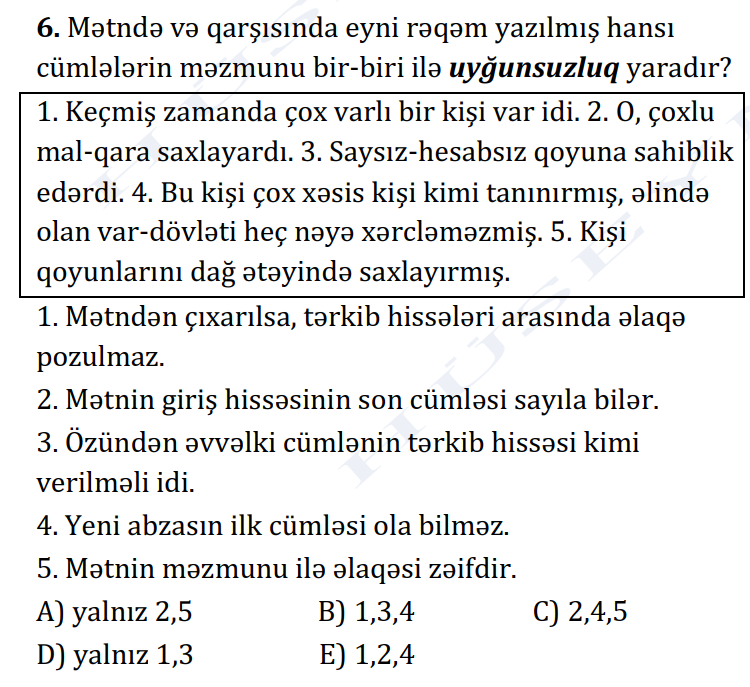 6. Mətndə və qarşısında eyni rəqəm yazılmış hansı
cümlələrin məzmunu bir-biri ilə uyğunsuzluq yaradır?
1. Keçmiş zamanda çox varlı bir kişi var idi. 2. O, çoxlu
mal-qara saxlayardı. 3. Saysız-hesabsız qoyuna sahiblik
edərdi. 4. Bu kişi çox xəsis kişi kimi tanınırmış, əlində
olan var-dövləti heç nəyə xərcləməzmiş. 5. Kişi
qoyunlarını dağ ətəyində saxlayırmış.
1. Mətndən çıxarılsa, tərkib hissələri arasında əlaqə
pozulmaz.
2. Mətnin giriş hissəsinin son cümləsi sayıla bilər.
3. Özündən əvvəlki cümlənin tərkib hissəsi kimi
verilməli idi.
4. Yeni abzasın ilk cümləsi ola bilməz.
5. Mətnin məzmunu ilə əlaqəsi zəifdir.
A) yalnız 2,5 B) 1,3,4 C) 2,4,5
D) yalnız 1,3 E) 1,2,4